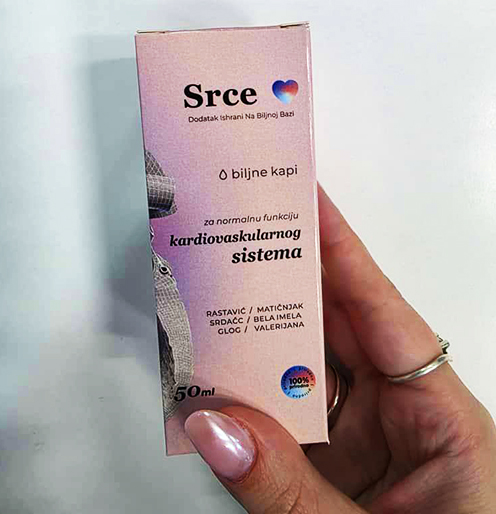 Srce
Dodatak Ishrani Na Biljnoj Bazi
biljne kapi
za normalnu funkciju
kardiovaskularnog
sistema
RASTAVIĆ / MATIČNJAK
SRDAČC / BELA IMELA
GLOG / VALERIJANA
50ml
100%
prirodno